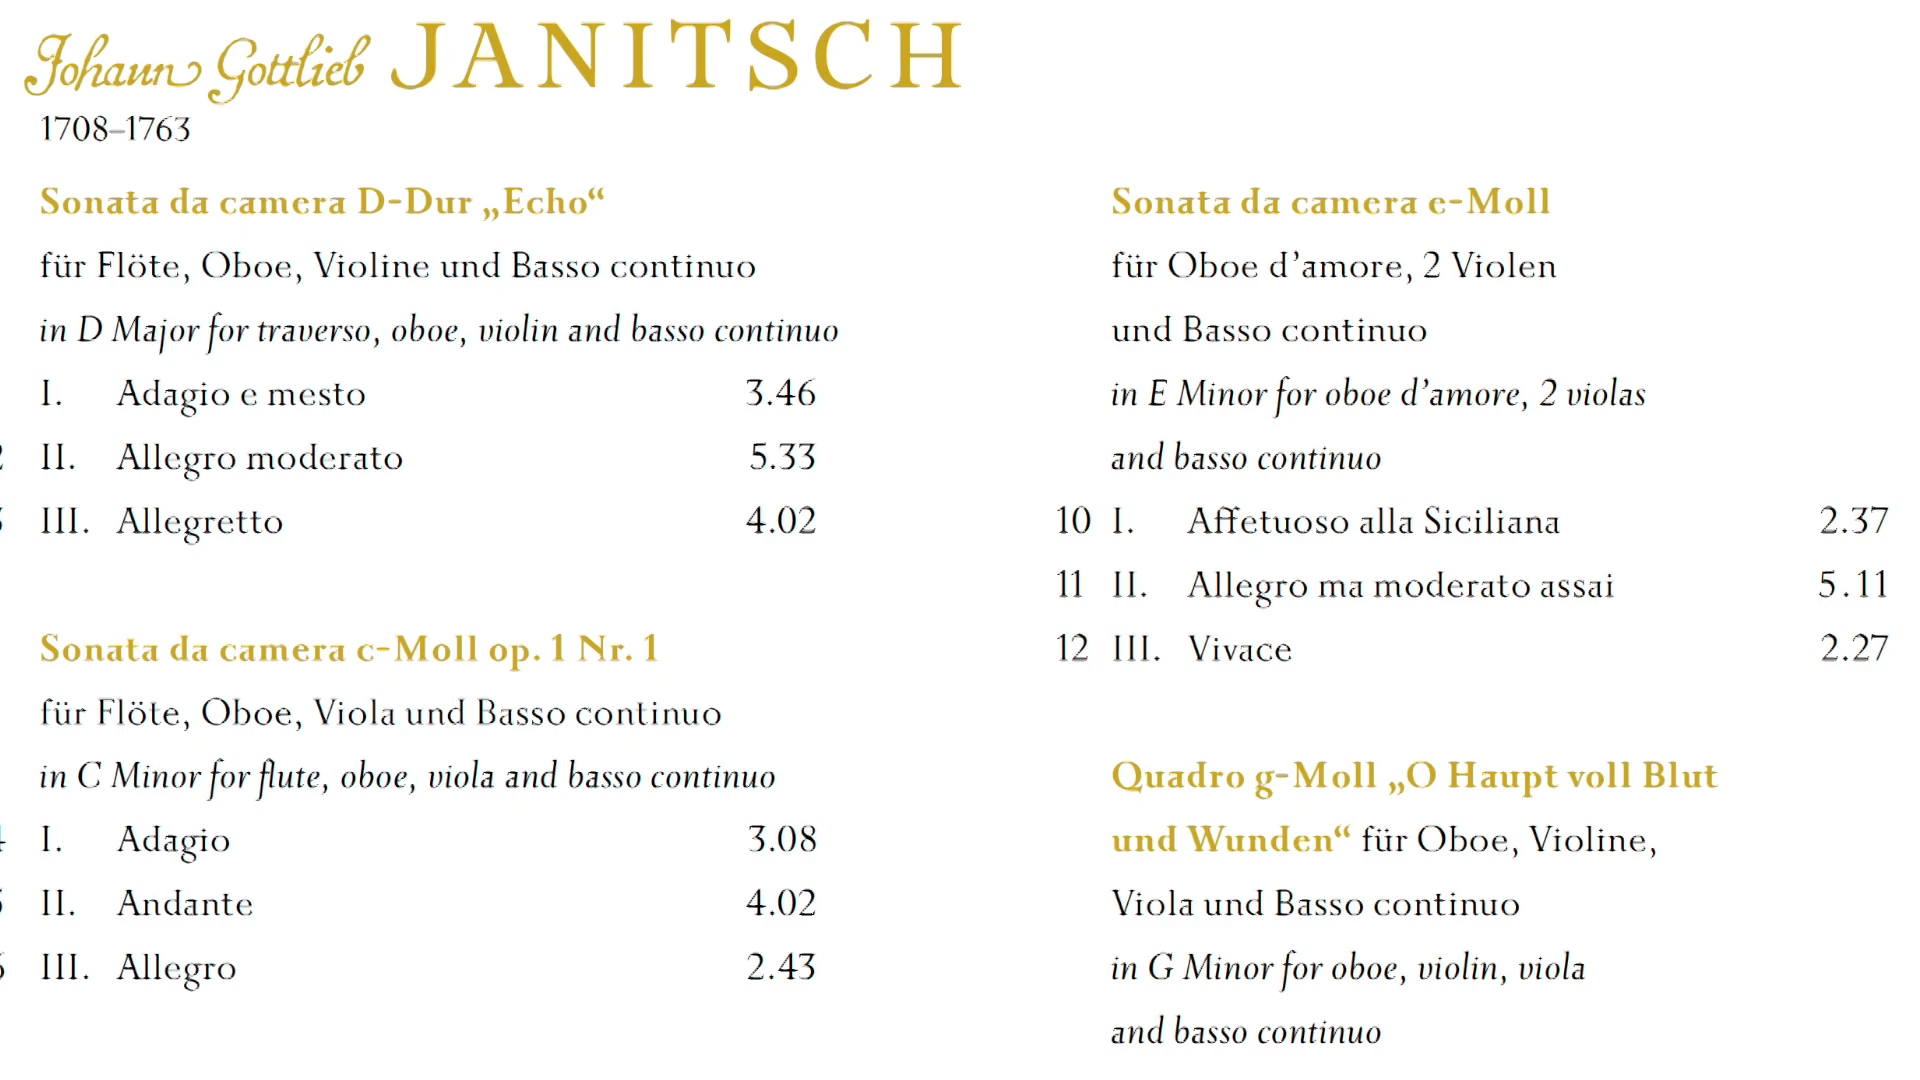 Johann Gottlieb JANITSCH
1708–1763
Sonata da camera D-Dur „Echo“
für Flöte, Oboe, Violine und Basso continuo
in D Major for traverso, oboe, violin and basso continuo
I. Adagio e mesto 3.46
II. Allegro moderato 5.33
III. Allegretto 4.02
Sonata da camera c-Moll op. 1 Nr. 1
für Flöte, Oboe, Viola und Basso continuo
in C Minor for flute, oboe, viola and basso continuo
I. Adagio 3.08
II. Andante 4.02
III. Allegro 2.43
Sonata da camera e-Moll
für Oboe d’amore, 2 Violen
und Basso continuo
in E Minor for oboe d’amore, 2 violas
and basso continuo
10 I. Affetuoso alla Siciliana 2.37
11 II. Allegro ma moderato assai 5.11
12 III. Vivace 2.27
Quadro g-Moll „O Haupt voll Blut
und Wunden“ für Oboe, Violine,
Viola und Basso continuo
in G Minor for oboe, violin, viola
and basso continuo